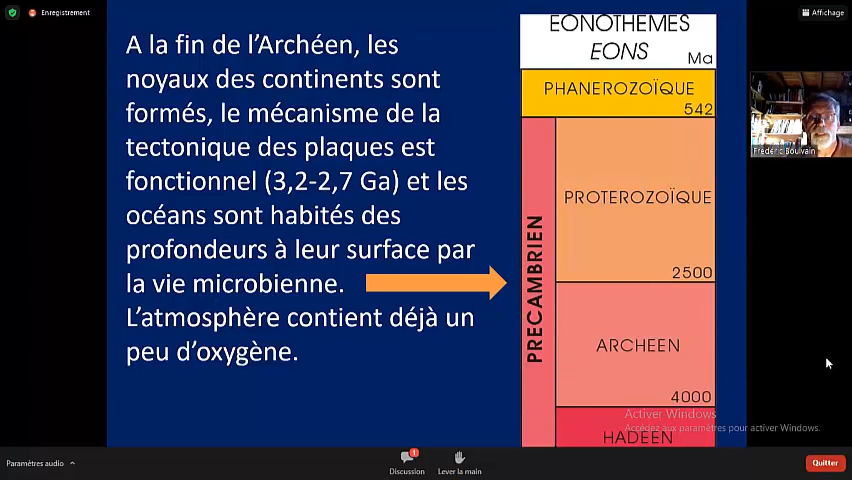 Enregistrement
Affichage
A la fin de l'Archéen, les
noyaux des continents sont
formés, le mécanisme de la
tectonique des plaques est
fonctionnel (3,2-2,7 Ga) et les
océans sont habités des
profondeurs à leur surface par
la vie microbienne.
L'atmosphère contient déjà un
peu d'oxygène.
EONOTHEMES
EONS
Ma
PHANEROZOÏQUE
542
PRECAMBRIEN
PROTEROZOÏQUE
2500
ARCHEEN
4000
HADEEN
Frédéric Boulvain
Activer Windows
Accédez aux paramètres pour activer Windows.
Paramètres audio
1
Discussion
Lever la main
Quitter